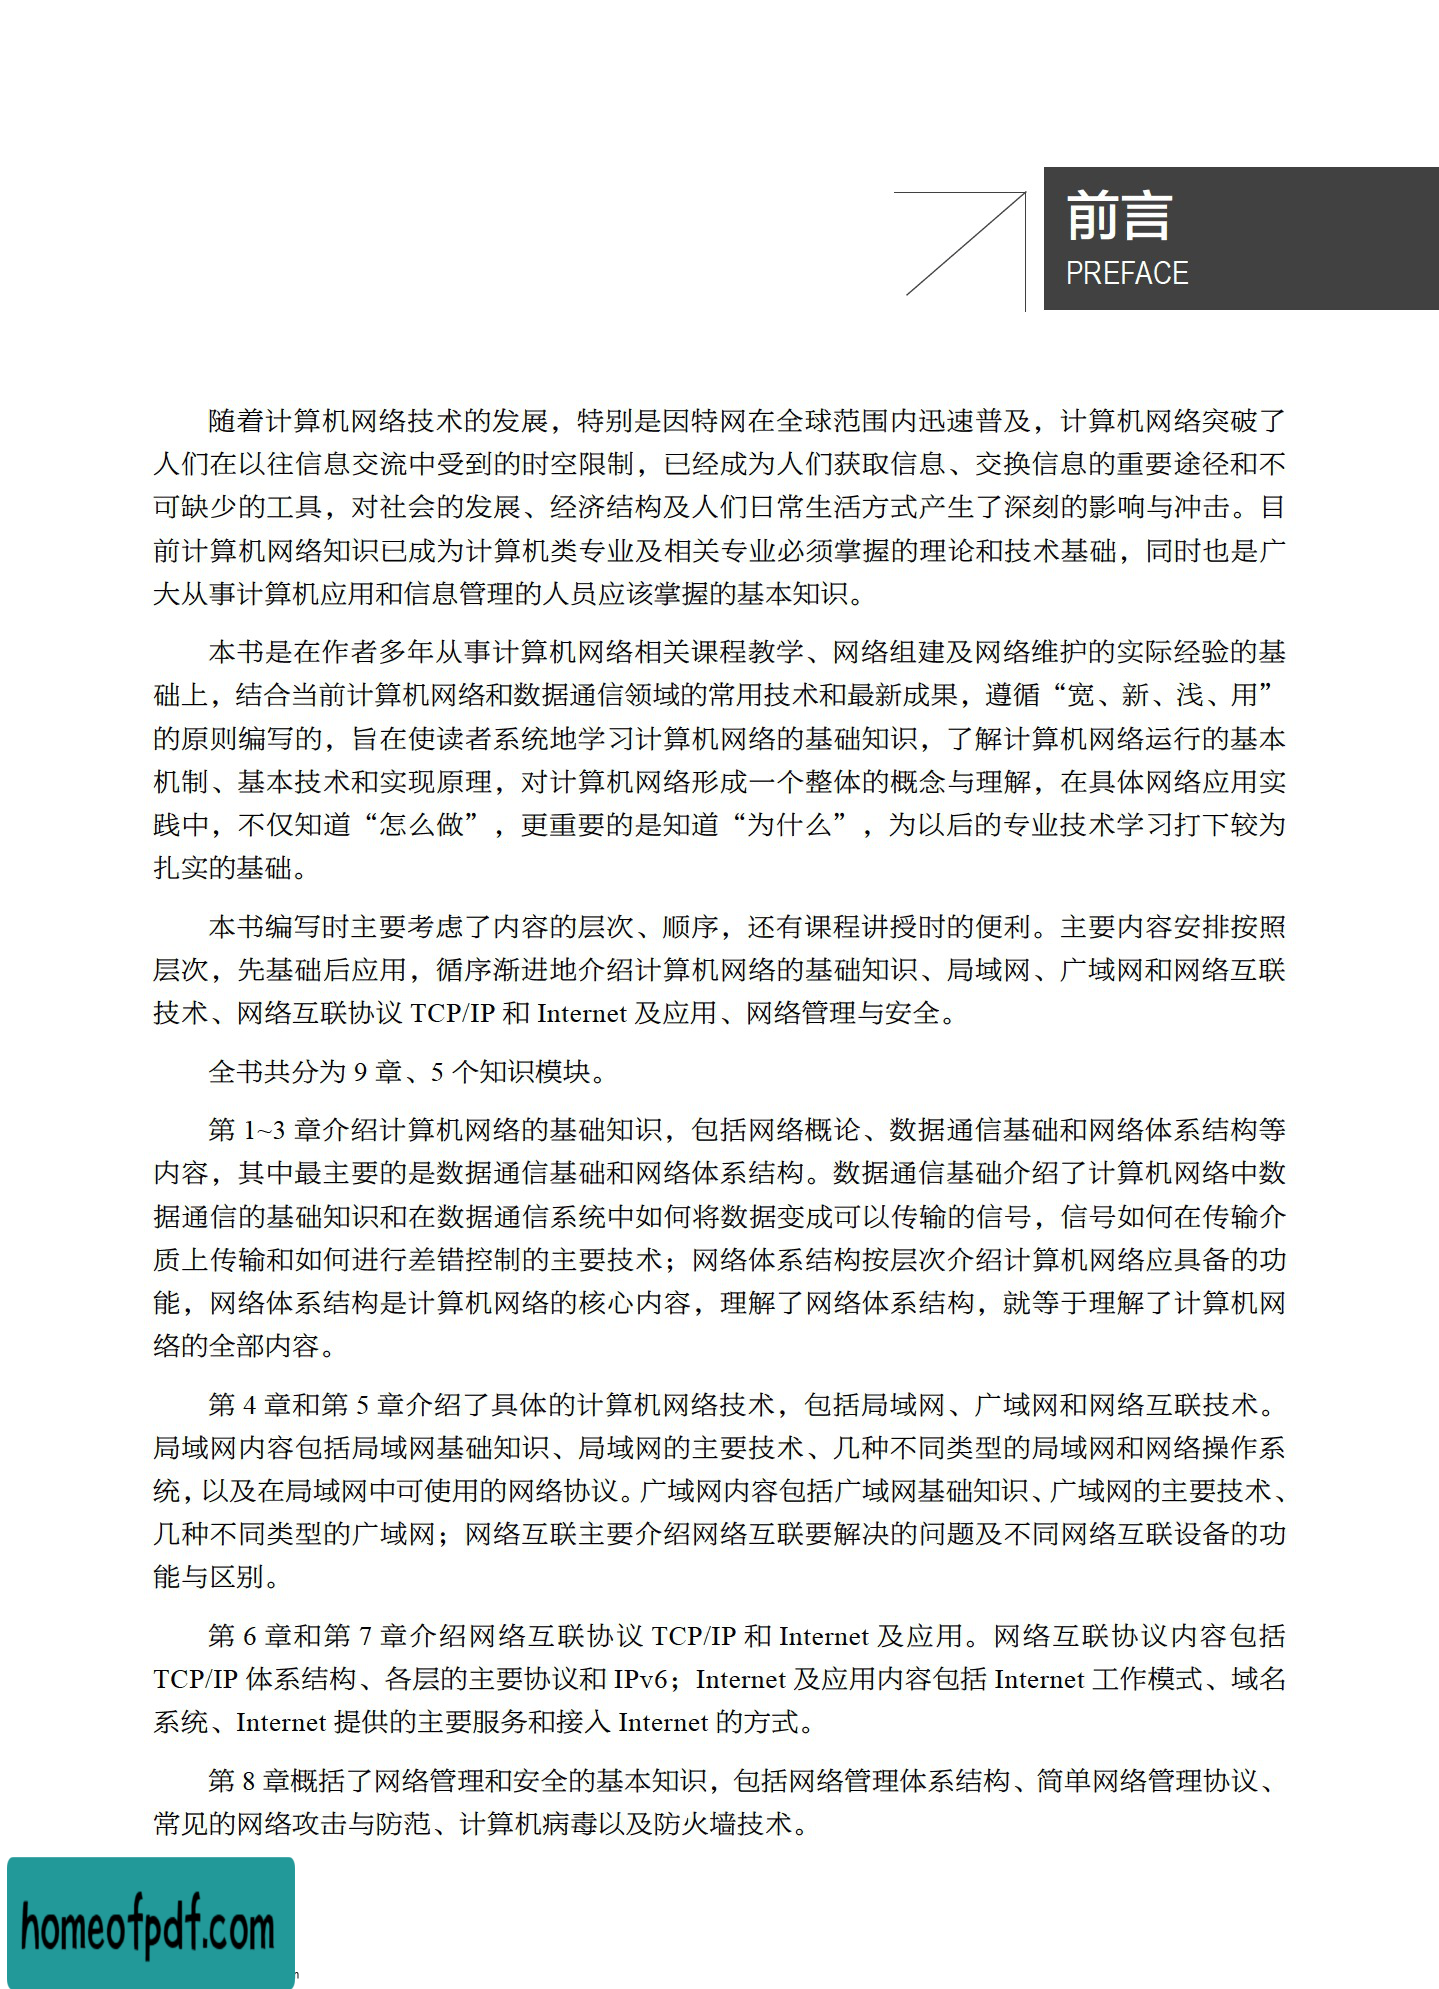 前言
PREFACE
随着计算机网络技术的发展，特别是因特网在全球范围内迅速普及，计算机网络突破了
人们在以往信息交流中受到的时空限制，已经成为人们获取信息、交换信息的重要途径和不
可缺少的工具，对社会的发展、经济结构及人们日常生活方式产生了深刻的影响与冲击。目
前计算机网络知识已成为计算机类专业及相关专业必须掌握的理论和技术基础，同时也是广
大从事计算机应用和信息管理的人员应该掌握的基本知识。
本书是在作者多年从事计算机网络相关课程教学、网络组建及网络维护的实际经验的基
础上，结合当前计算机网络和数据通信领域的常用技术和最新成果，遵循“宽、新、浅、用”
的原则编写的，旨在使读者系统地学习计算机网络的基础知识，了解计算机网络运行的基本
机制、基本技术和实现原理，对计算机网络形成一个整体的概念与理解，在具体网络应用实
践中，不仅知道“怎么做”，更重要的是知道“为什么”，为以后的专业技术学习打下较为
扎实的基础。
本书编写时主要考虑了内容的层次、顺序，还有课程讲授时的便利。主要内容安排按照
层次，先基础后应用，循序渐进地介绍计算机网络的基础知识、局域网、广域网和网络互联
技术、网络互联协议 TCP/IP 和 Internet 及应用、网络管理与安全。
全书共分为 9 章、5 个知识模块。
第 1~3 章介绍计算机网络的基础知识，包括网络概论、数据通信基础和网络体系结构等
内容，其中最主要的是数据通信基础和网络体系结构。数据通信基础介绍了计算机网络中数
据通信的基础知识和在数据通信系统中如何将数据变成可以传输的信号，信号如何在传输介
质上传输和如何进行差错控制的主要技术；网络体系结构按层次介绍计算机网络应具备的功
能，网络体系结构是计算机网络的核心内容，理解了网络体系结构，就等于理解了计算机网
络的全部内容。
第 4 章和第 5 章介绍了具体的计算机网络技术，包括局域网、广域网和网络互联技术。
局域网内容包括局域网基础知识、局域网的主要技术、几种不同类型的局域网和网络操作系
统，以及在局域网中可使用的网络协议。广域网内容包括广域网基础知识、广域网的主要技术、
几种不同类型的广域网；网络互联主要介绍网络互联要解决的问题及不同网络互联设备的功
能与区别。
第 6 章和第 7 章介绍网络互联协议 TCP/IP 和 Internet 及应用。网络互联协议内容包括
TCP/IP 体系结构、各层的主要协议和 IPv6；Internet 及应用内容包括 Internet 工作模式、域名
系统、Internet 提供的主要服务和接入 Internet 的方式。
第 8 章概括了网络管理和安全的基本知识，包括网络管理体系结构、简单网络管理协议、
常见的网络攻击与防范、计算机病毒以及防火墙技术。
homeofpdf.com